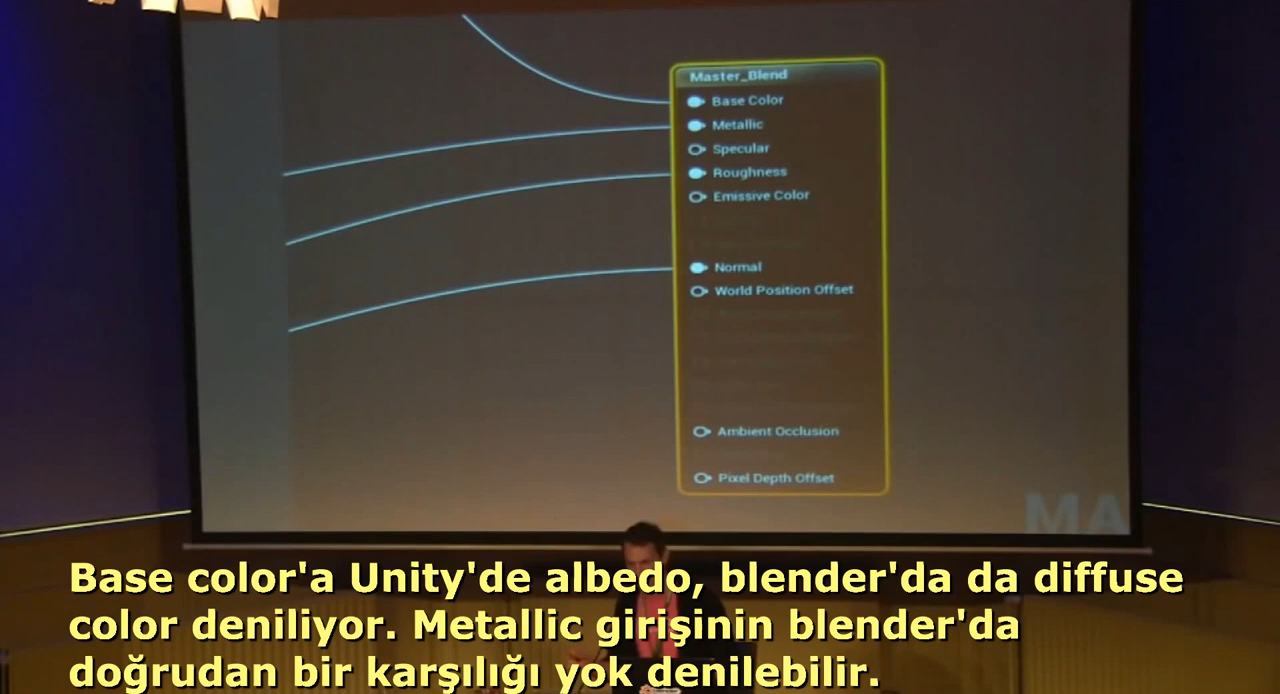 Master_Blend
Base Color
Metallic
Specular
Roughness
Emissive Color
Normal
World Position Offset
Ambient Occlusion
Pixel Depth Offset
MA
Base color'a Unity'de albedo, blender'da da diffuse
color deniliyor. Metallic girişinin blender'da
doğrudan bir karşılığı yok denilebilir.